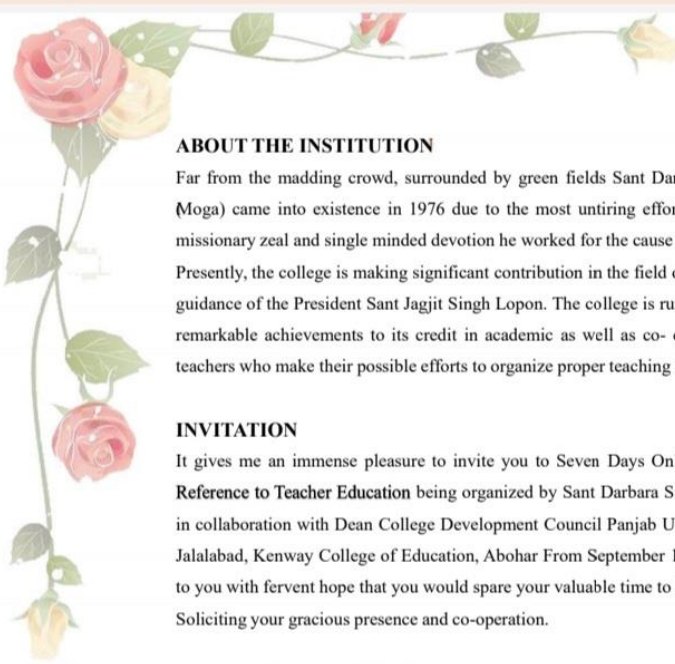 ABOUT THE INSTITUTION
Far from the madding crowd, surrounded by green fields Sant
Moga) came into existence in 1976 due to the most untiring
missionary zeal and single minded devotion he worked for the cause
Presently, the college is making significant contribution in the field
guidance of the President Sant Jagjit Singh Lopon. The college is
remarkable achievements to its credit in academic as well as co-
teachers who make their possible efforts to organize proper teaching
INVITATION
It gives me an immense pleasure to invite you to Seven Days
Reference to Teacher Education being organized by Sant Darbara
in collaboration with Dean College Development Council Panjab
Jalalabad, Kenway College of Education, Abohar From September
to you with fervent hope that you would spare your valuable time to
Soliciting your gracious presence and co-operation.